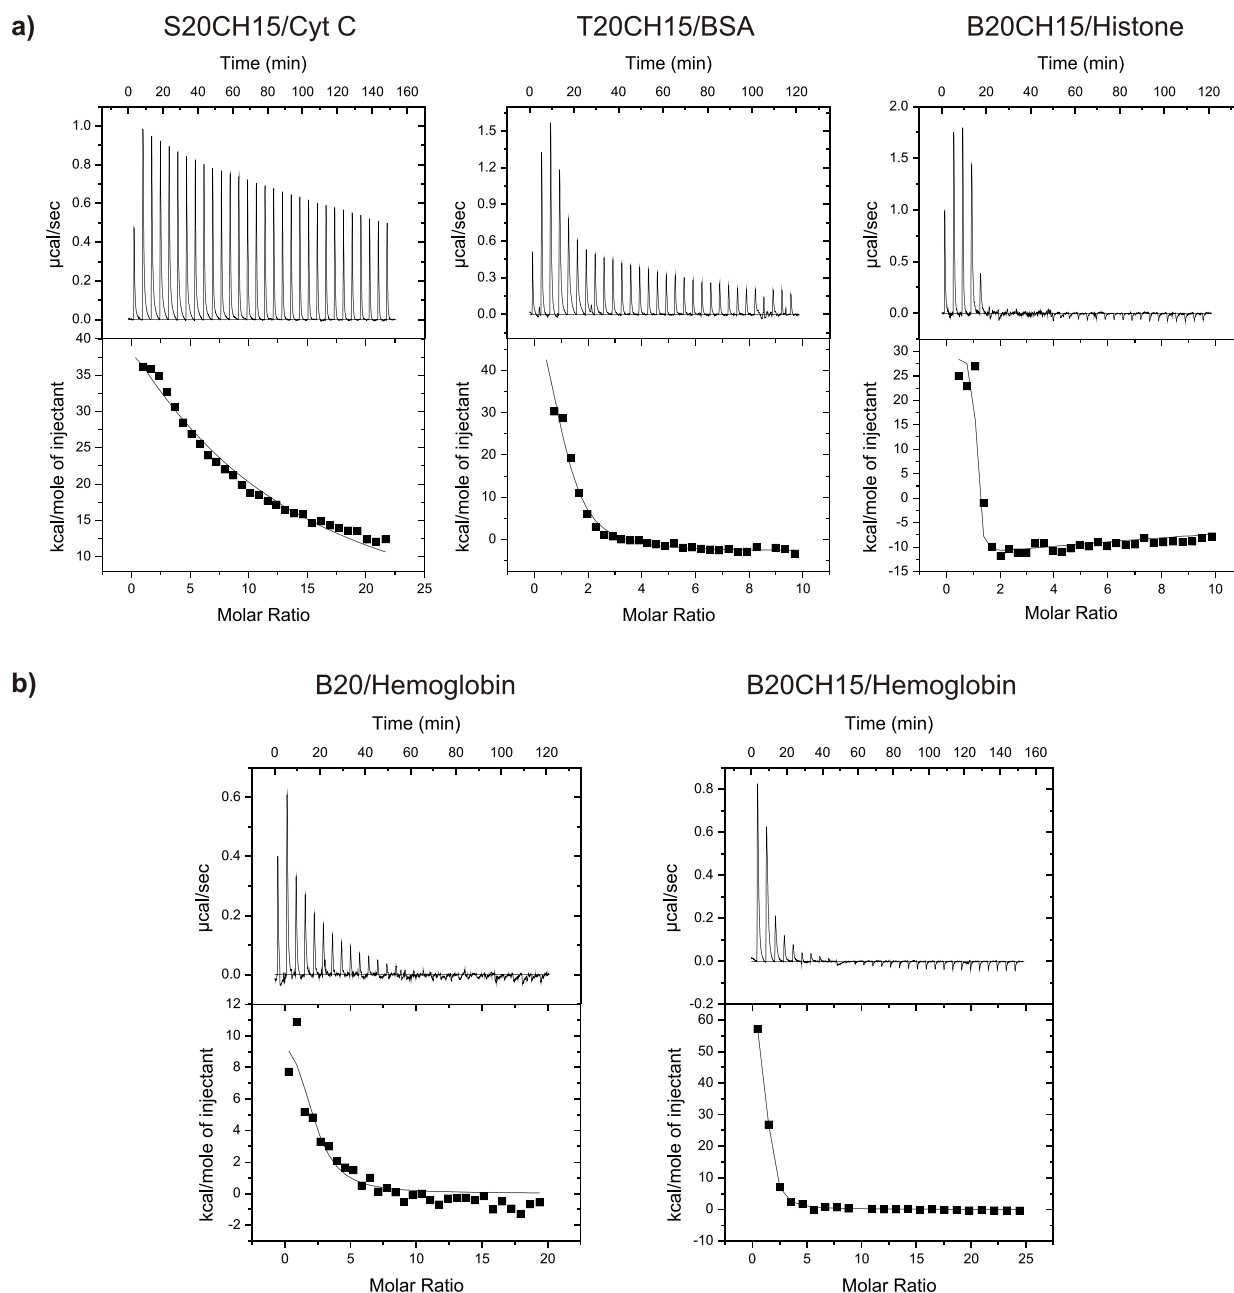 a)
S20CH15/Cyt C
T20CH15/BSA
B20CH15/Histone
Time (min)
Time (min)
Time (min)
0 20 40 60 80 100 120 140 160
0 20 40 60 80 100 120
0 20 40 60 80 100 120
1.0
0.8
0.6
0.4
0.2
0.0
µcal/sec
1.5
1.2
0.9
0.6
0.3
0.0
µcal/sec
2.0
1.5
1.0
0.5
0.0
µcal/sec
40
35
30
25
20
15
10
kcal/mole of injectant
40
30
20
10
0
kcal/mole of injectant
30
25
20
15
10
5
0
-5
-10
-15
kcal/mole of injectant
0 5 10 15 20 25
0 2 4 6 8 10
0 2 4 6 8 10
Molar Ratio
Molar Ratio
Molar Ratio
b)
B20/Hemoglobin
B20CH15/Hemoglobin
Time (min)
Time (min)
0 20 40 60 80 100 120
0 20 40 60 80 100 120 140 160
0.6
0.4
0.2
0.0
µcal/sec
0.8
0.6
0.4
0.2
0.0
-0.2
µcal/sec
12
10
8
6
4
2
0
-2
kcal/mole of injectant
60
50
40
30
20
10
0
-10
kcal/mole of injectant
0 5 10 15 20
0 5 10 15 20 25
Molar Ratio
Molar Ratio